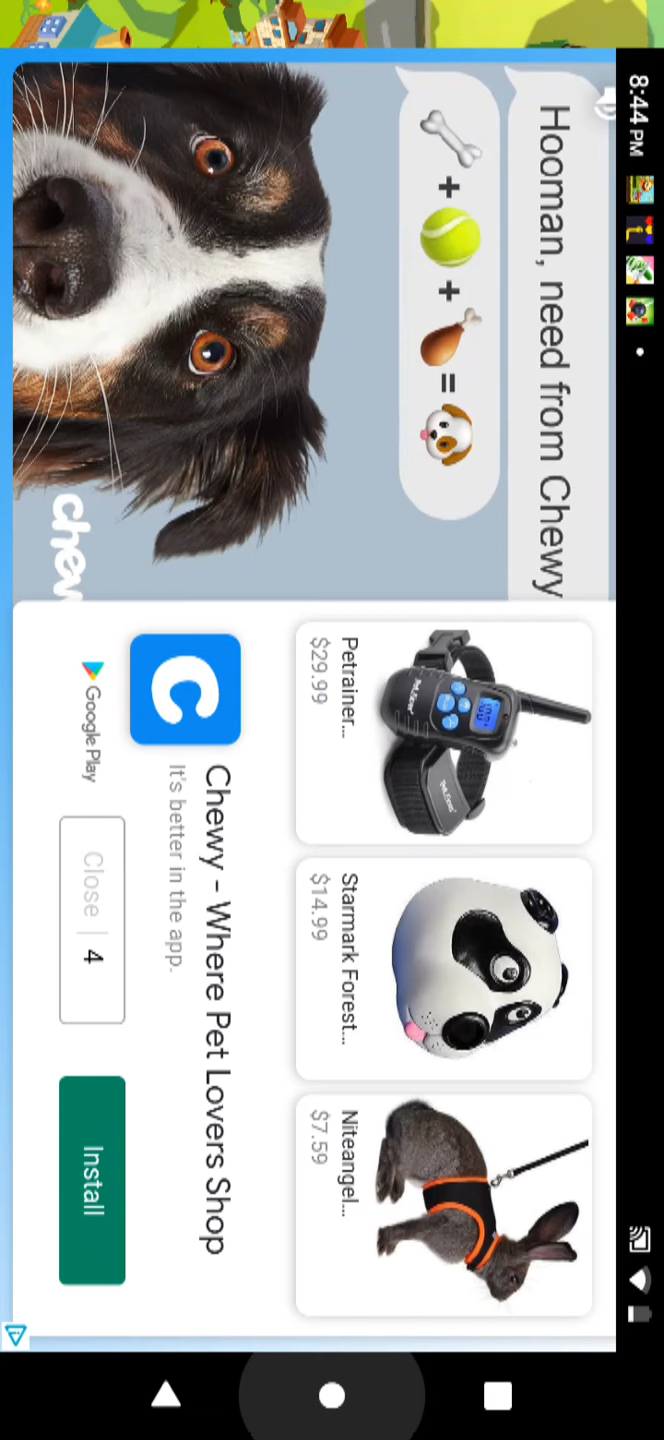 8:44 PM
Hooman, need from Chewy
+ + =
chew
Petrainer...
$29.99
Starmark Forest...
$14.99
Niteangel...
$7.59
C
Chewy - Where Pet Lovers Shop
It's better in the app.
Google Play
Close | 4
Install